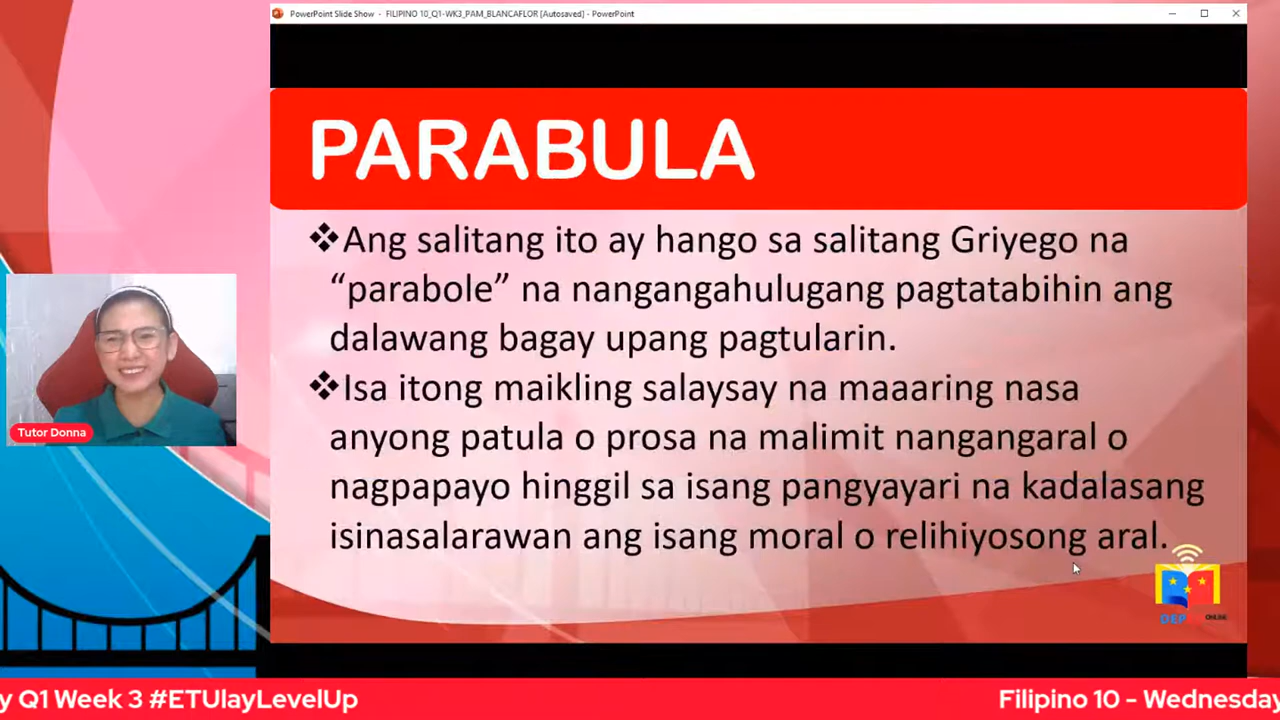 PowerPoint Slide Show - FILIPINO 10_Q1-WK3_PAM_BLANCAFLOR [Autosaved] - PowerPoint
PARABULA
❖Ang salitang ito ay hango sa salitang Griyego na
“parabole” na nangangahulugang pagtatabihin ang
dalawang bagay upang pagtularin.
❖Isa itong maikling salaysay na maaaring nasa
anyong patula o prosa na malimit nangangaral o
nagpapayo hinggil sa isang pangyayari na kadalasang
isinasalarawan ang isang moral o relihiyosong aral.
Tutor Donna
ONLINE
y Q1 Week 3 #ETUlayLevelUp
Filipino 10 - Wednesday